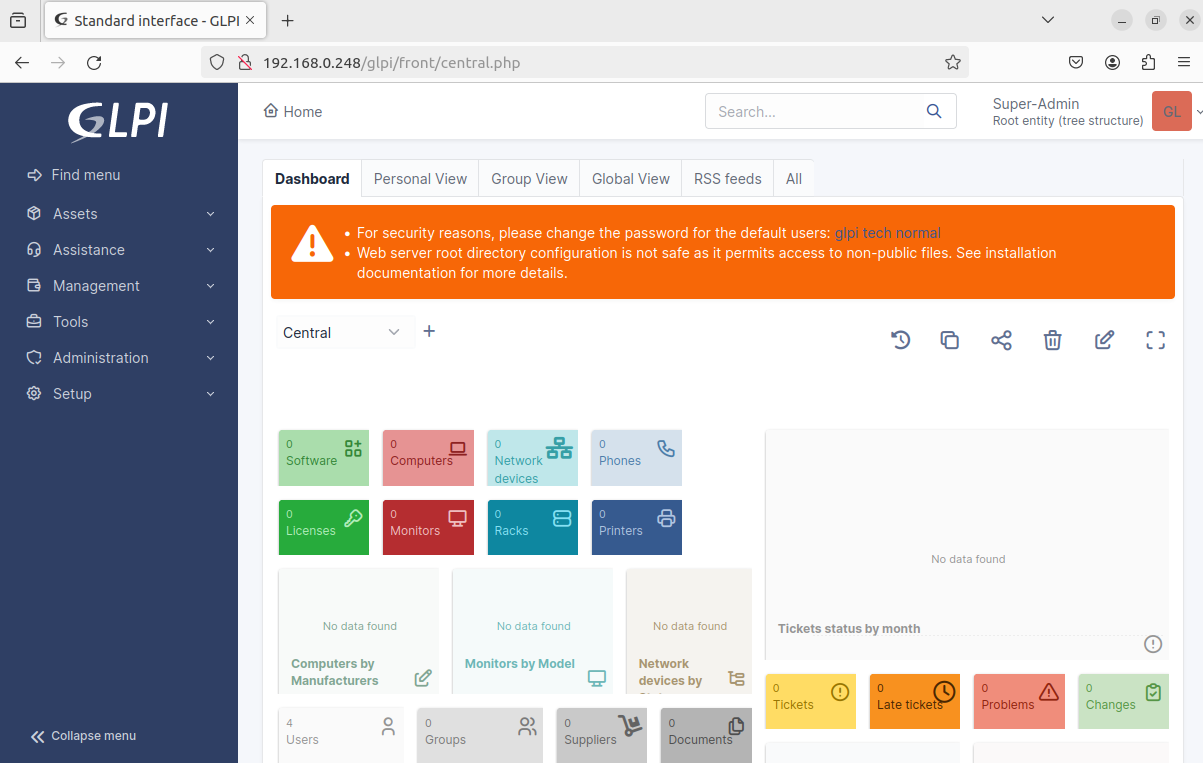 Standard interface - GLPI
192.168.0.248/glpi/front/central.php
GLPI
Find menu
Assets
Assistance
Management
Tools
Administration
Setup
Collapse menu
Home
Search...
Super-Admin
Root entity (tree structure)
GL
Dashboard
Personal View
Group View
Global View
RSS feeds
All
For security reasons, please change the password for the default users: glpi tech normal
Web server root directory configuration is not safe as it permits access to non-public files. See installation
documentation for more details.
Central
0
Software
0
Computers
0
Network
devices
0
Phones
0
Licenses
0
Monitors
0
Racks
0
Printers
No data found
Computers by
Manufacturers
No data found
Monitors by Model
No data found
Network
devices by
No data found
Tickets status by month
0
Tickets
0
Late tickets
0
Problems
0
Changes
4
Users
0
Groups
0
Suppliers
0
Documents